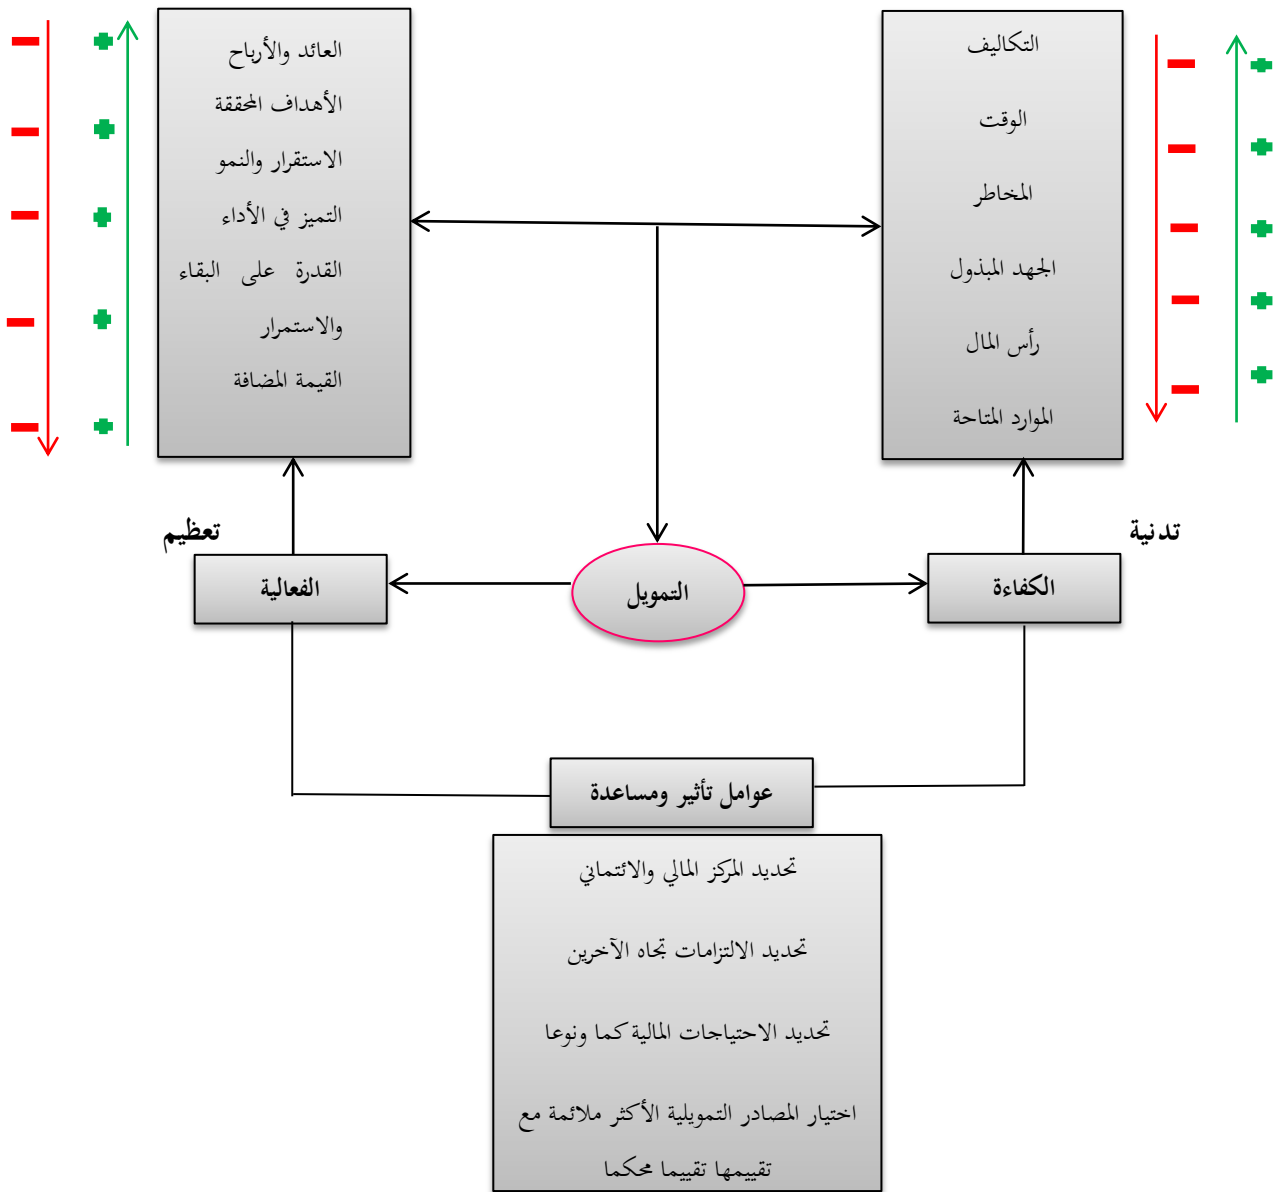 التكاليف
الوقت
المخاطر
الجهد المبذول
رأس المال
الموارد المتاحة
العائد والأرباح
الأهداف المحققة
الاستقرار والنمو
التميز في الأداء
القدرة على البقاء
والاستمرار
القيمة المضافة
تدنية
تعظيم
الكفاءة
التمويل
الفعالية
عوامل تأثير ومساعدة
تحديد المركز المالي والائتماني
تحديد الالتزامات تجاه الآخرين
تحديد الاحتياجات المالية كما ونوعا
اختيار المصادر التمويلية الأكثر ملائمة مع
تقييمها تقييما محكما